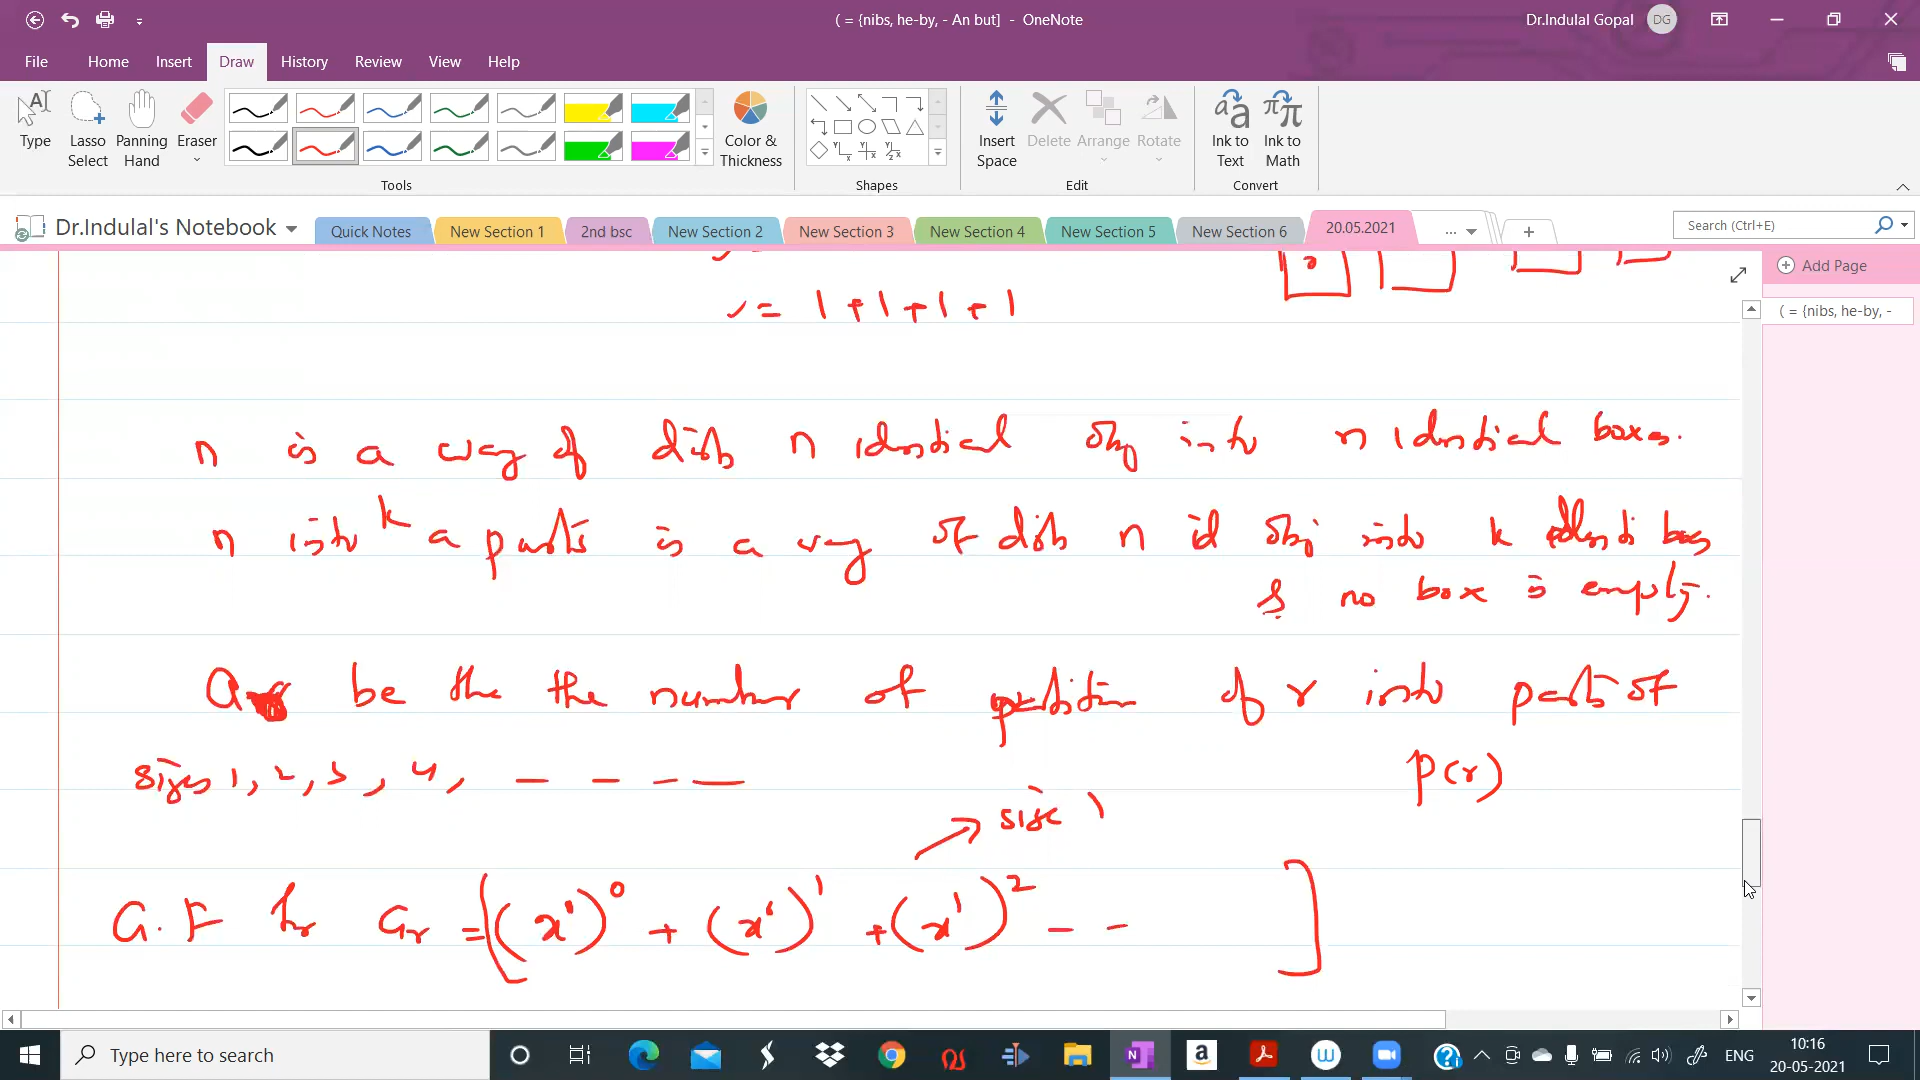 ( = {nibs, he-by, - An but] - OneNote
Dr.Indulal Gopal
DG
File Home Insert Draw History Review View Help
Type
Lasso Select
Panning Hand
Eraser
Color & Thickness
Insert Space
Delete
Arrange
Rotate
Ink to Text
Ink to Math
Tools
Shapes
Edit
Convert
Dr.Indulal's Notebook
Quick Notes
New Section 1
2nd bsc
New Section 2
New Section 3
New Section 4
New Section 5
New Section 6
20.05.2021
...
Search (Ctrl+E)
Add Page
( = {nibs, he-by, -
= 1 + 1 + 1 + 1
n is a way of dist n identical obj into n identical boxes.
n into k a parts is a way of dist n id obj into k identi boxes
& no box is empty.
a be the the number of partition of r into parts of
sizes 1, 2, 3, 4, — — — —
p(r)
size 1
G.F for ar = [(x¹)⁰ + (x¹)¹ + (x¹)² - - ]
Type here to search
ENG
10:16
20-05-2021